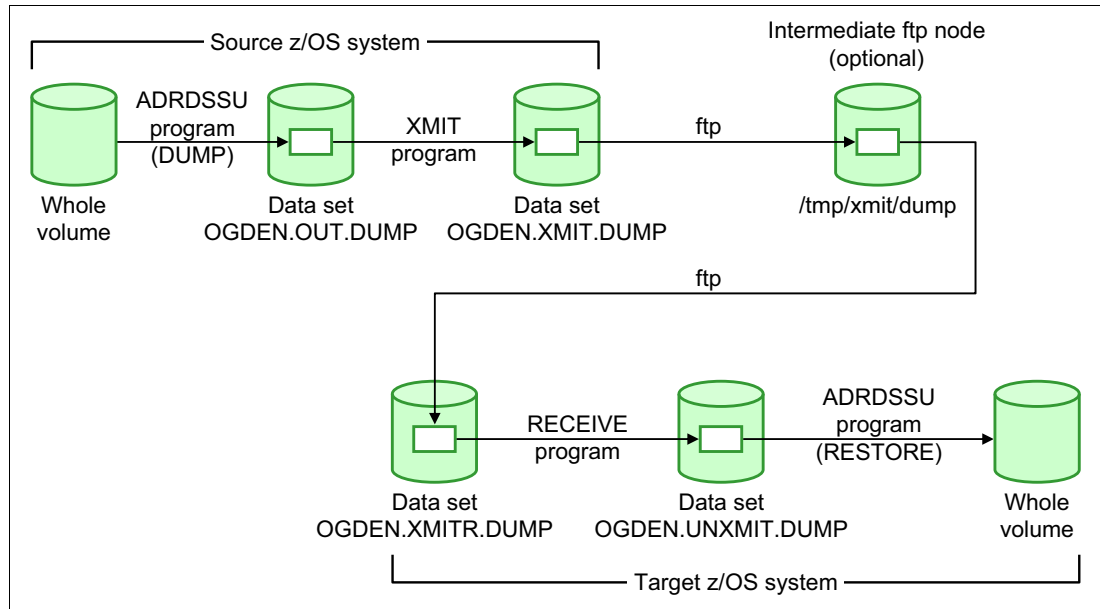 Source z/OS system
Intermediate ftp node
(optional)
ADRDSSU
program
(DUMP)
XMIT
program
ftp
Whole
volume
Data set
OGDEN.OUT.DUMP
Data set
OGDEN.XMIT.DUMP
/tmp/xmit/dump
ftp
RECEIVE
program
ADRDSSU
program
(RESTORE)
Data set
OGDEN.XMITR.DUMP
Data set
OGDEN.UNXMIT.DUMP
Whole
volume
Target z/OS system